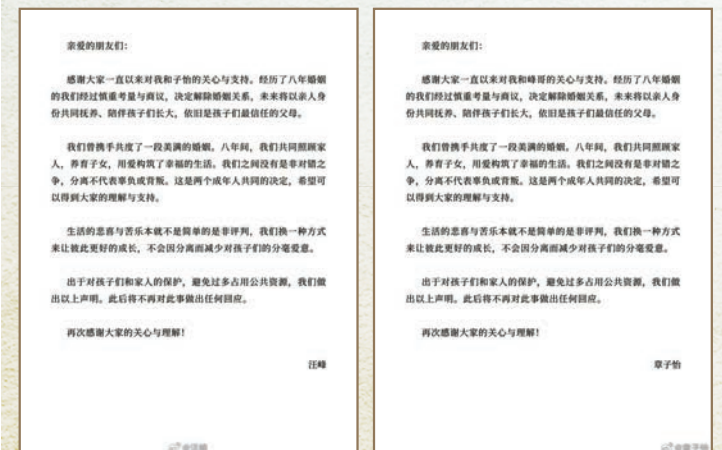 亲爱的朋友们：
感谢大家一直以来对我和子怡的关心与支持。经历了八年婚姻
的我们经过慎重考量与商议，决定解除婚姻关系，未来将以亲人身
份共同抚养、陪伴孩子们长大，依旧是孩子们最信任的父母。
我们曾携手共度了一段美满的婚姻。八年间，我们共同照顾家
人，养育子女，用爱构筑了幸福的生活。我们之间没有是非对错之
争，分离不代表辜负或背叛。这是两个成年人共同的决定，希望可
以得到大家的理解与支持。
生活的悲喜与苦乐本就不是简单的是非评判，我们换一种方式
来让彼此更好的成长，不会因分离而减少对孩子们的分毫爱意。
出于对孩子们和家人的保护，避免过多占用公共资源，我们做
出以上声明。此后将不再对此事做出任何回应。
再次感谢大家的关心与理解！
汪峰
亲爱的朋友们：
感谢大家一直以来对我和峰哥的关心与支持。经历了八年婚姻
的我们经过慎重考量与商议，决定解除婚姻关系，未来将以亲人身
份共同抚养、陪伴孩子们长大，依旧是孩子们最信任的父母。
我们曾携手共度了一段美满的婚姻。八年间，我们共同照顾家
人，养育子女，用爱构筑了幸福的生活。我们之间没有是非对错之
争，分离不代表辜负或背叛。这是两个成年人共同的决定，希望可
以得到大家的理解与支持。
生活的悲喜与苦乐本就不是简单的是非评判，我们换一种方式
来让彼此更好的成长，不会因分离而减少对孩子们的分毫爱意。
出于对孩子们和家人的保护，避免过多占用公共资源，我们做
出以上声明。此后将不再对此事做出任何回应。
再次感谢大家的关心与理解！
章子怡